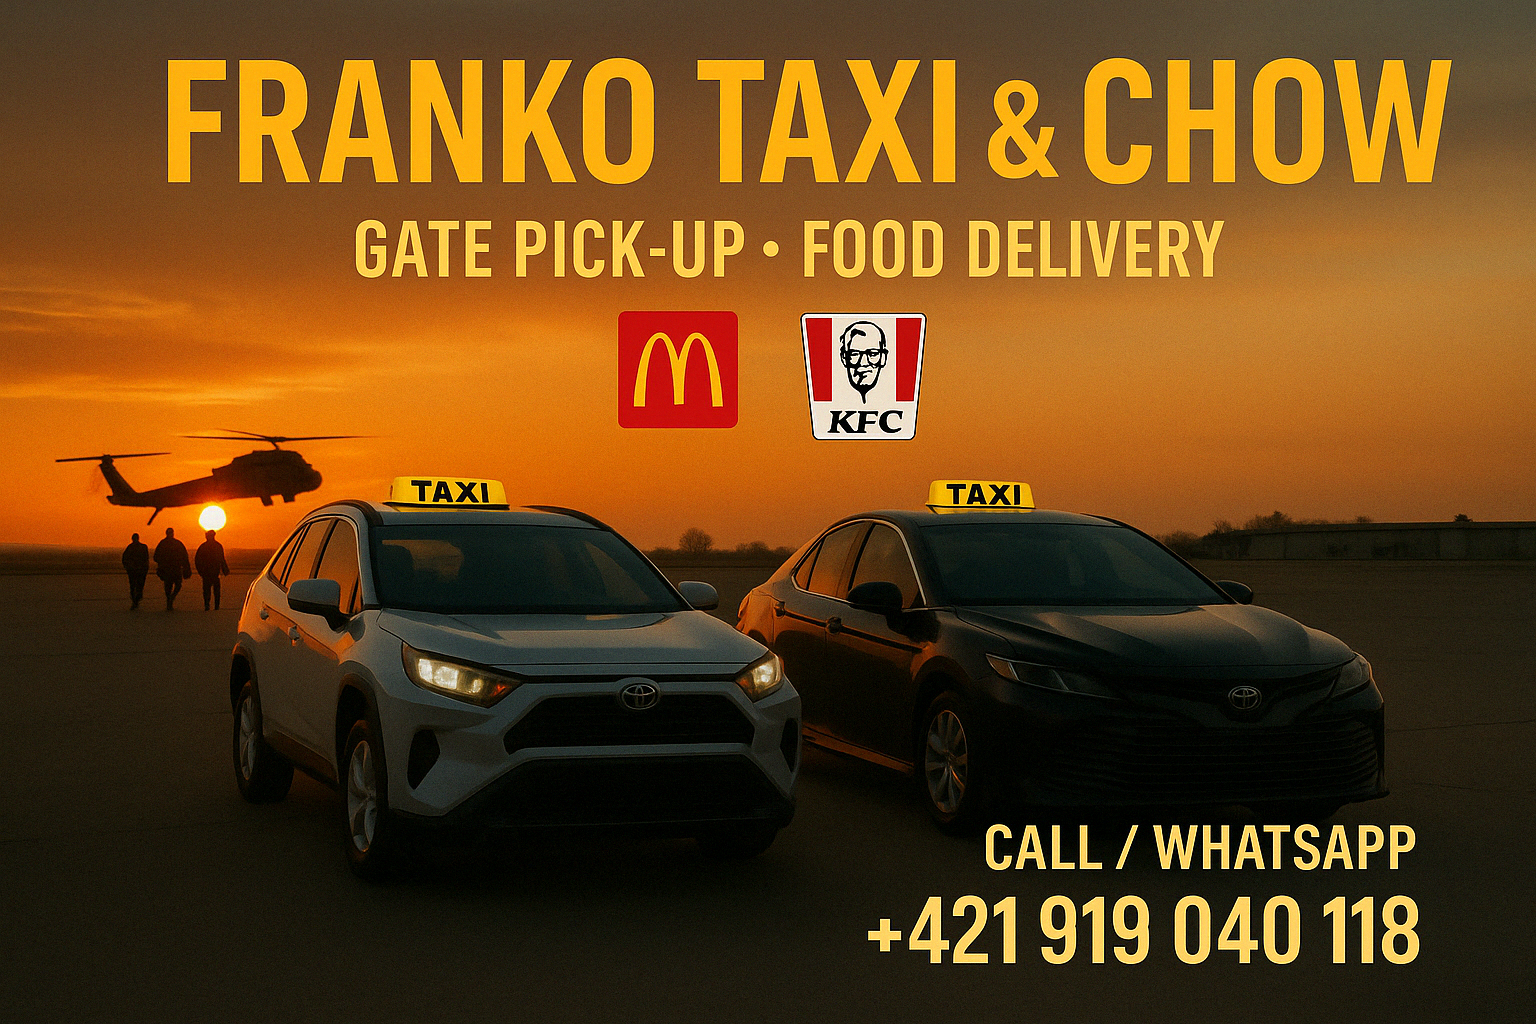 FRANKO TAXI & CHOW
GATE PICK-UP • FOOD DELIVERY
KFC
TAXI
TAXI
CALL / WHATSAPP
+421 919 040 118